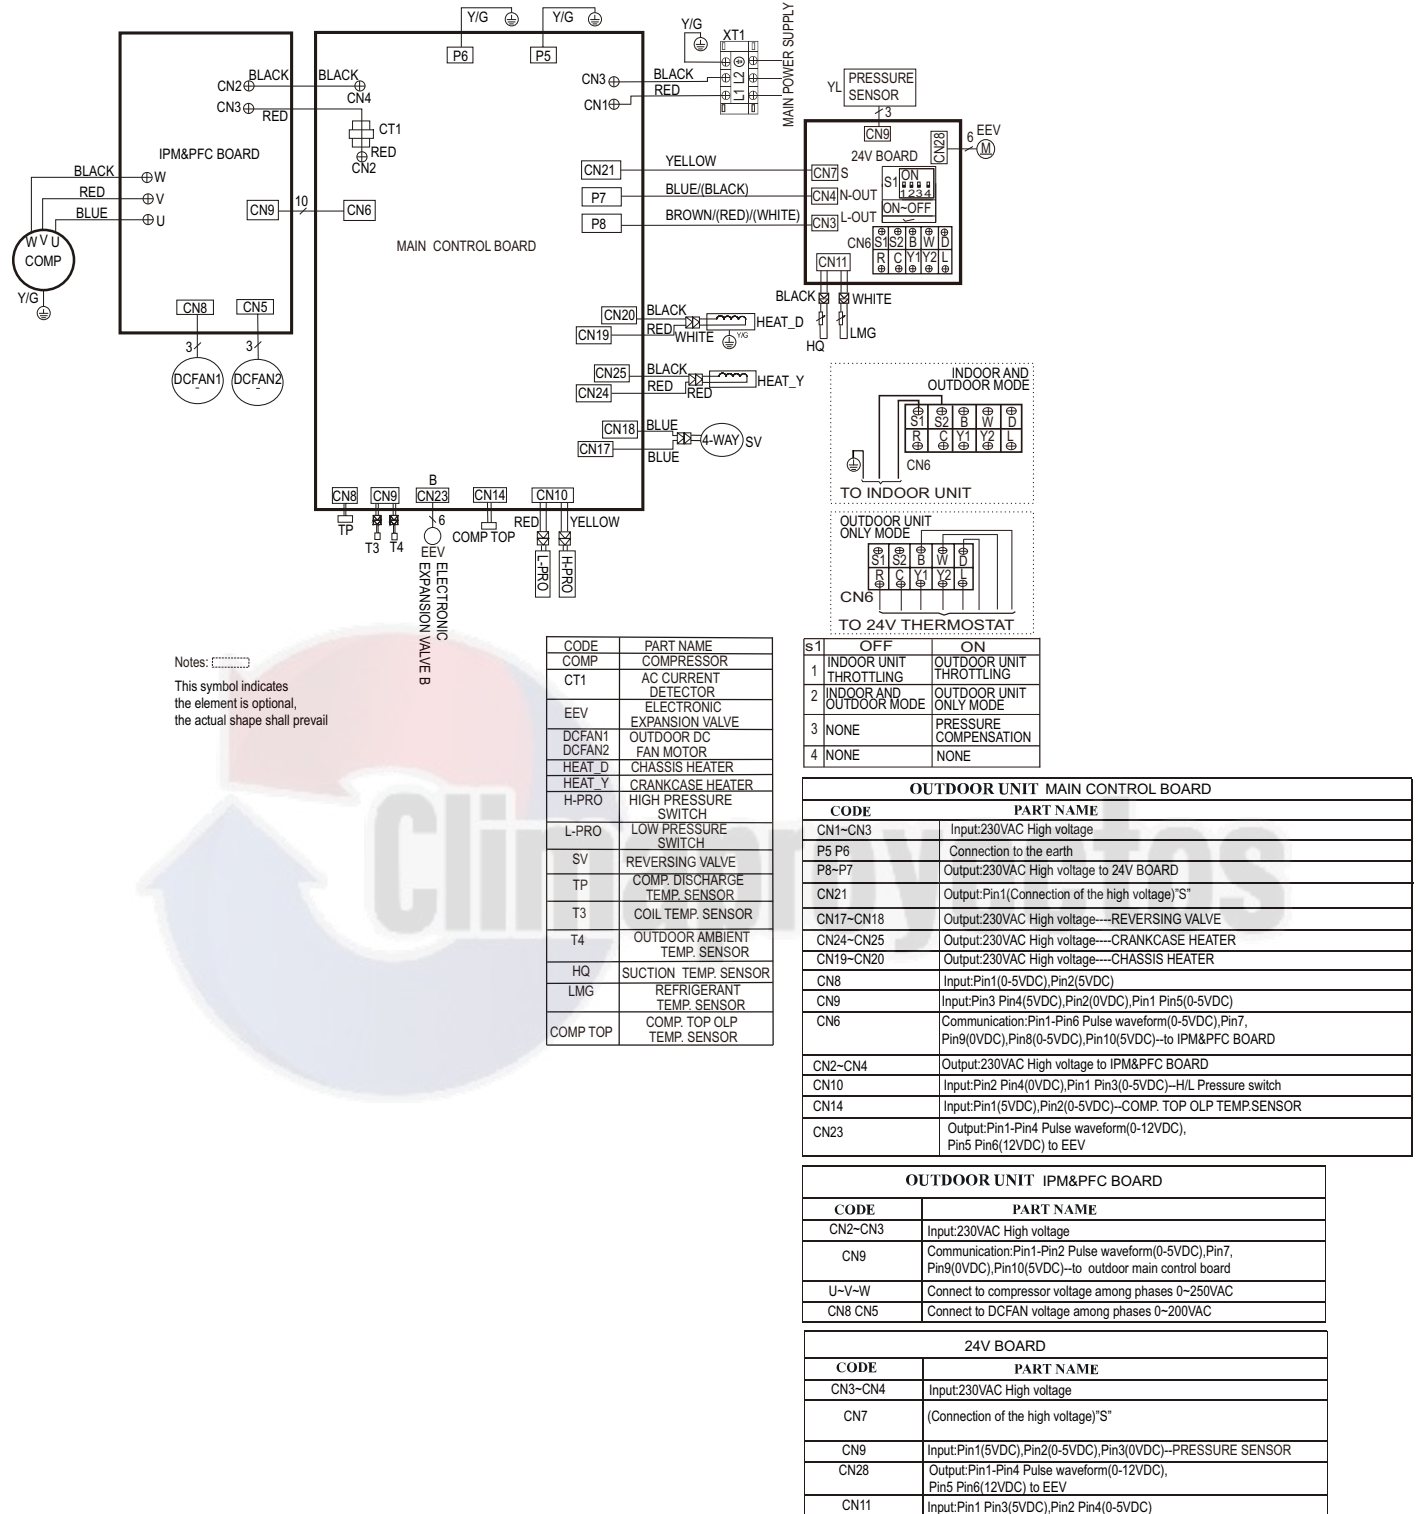 Y/G
Y/G
P6
P5
Y/G
XT1
MAIN POWER SUPPLY
L1 L2
CN3
BLACK
CN1
RED
CN2
BLACK
BLACK
CN4
CN3
RED
CT1
RED
CN2
IPM&PFC BOARD
BLACK
W
RED
V
BLUE
U
W V U
COMP
Y/G
CN9
10
CN6
MAIN CONTROL BOARD
CN8
CN5
3
3
DCFAN1
DCFAN2
CN21
YELLOW
P7
BLUE/(BLACK)
P8
BROWN/(RED)/(WHITE)
YL
PRESSURE
SENSOR
3
CN9
CN28
6
EEV
M
24V BOARD
CN7 S
CN4 N-OUT
CN3
L-OUT
S1
ON
1234
ON~OFF
CN6
S1 S2 B W D
R C Y1 Y2 L
CN11
BLACK
WHITE
HQ
LMG
CN20
BLACK
CN19
RED
WHITE
Y/G
HEAT_D
CN25
BLACK
CN24
RED
RED
HEAT_Y
CN18
BLUE
CN17
BLUE
4-WAY
SV
CN8
TP
CN9
T3
T4
B
CN23
6
EEV
ELECTRONIC
EXPANSION VALVE B
CN14
COMP TOP
CN10
RED
YELLOW
L-PRO
H-PRO
INDOOR AND
OUTDOOR MODE
S1 S2 B W D
R C Y1 Y2 L
CN6
TO INDOOR UNIT
OUTDOOR UNIT
ONLY MODE
S1 S2 B W D
R C Y1 Y2 L
CN6
TO 24V THERMOSTAT
s1 OFF ON
1 INDOOR UNIT THROTTLING OUTDOOR UNIT THROTTLING
2 INDOOR AND OUTDOOR MODE OUTDOOR UNIT ONLY MODE
3 NONE PRESSURE COMPENSATION
4 NONE NONE
Notes:
This symbol indicates
the element is optional,
the actual shape shall prevail
CODE PART NAME
COMP COMPRESSOR
CT1 AC CURRENT DETECTOR
EEV ELECTRONIC EXPANSION VALVE
DCFAN1 OUTDOOR DC
DCFAN2 FAN MOTOR
HEAT_D CHASSIS HEATER
HEAT_Y CRANKCASE HEATER
H-PRO HIGH PRESSURE SWITCH
L-PRO LOW PRESSURE SWITCH
SV REVERSING VALVE
TP COMP. DISCHARGE TEMP. SENSOR
T3 COIL TEMP. SENSOR
T4 OUTDOOR AMBIENT TEMP. SENSOR
HQ SUCTION TEMP. SENSOR
LMG REFRIGERANT TEMP. SENSOR
COMP TOP COMP. TOP OLP TEMP. SENSOR
Climaproyectos
OUTDOOR UNIT MAIN CONTROL BOARD
CODE PART NAME
CN1~CN3 Input:230VAC High voltage
P5 P6 Connection to the earth
P8~P7 Output:230VAC High voltage to 24V BOARD
CN21 Output:Pin1(Connection of the high voltage)"S"
CN17~CN18 Output:230VAC High voltage----REVERSING VALVE
CN24~CN25 Output:230VAC High voltage----CRANKCASE HEATER
CN19~CN20 Output:230VAC High voltage----CHASSIS HEATER
CN8 Input:Pin1(0-5VDC),Pin2(5VDC)
CN9 Input:Pin3 Pin4(5VDC),Pin2(0VDC),Pin1 Pin5(0-5VDC)
CN6 Communication:Pin1-Pin6 Pulse waveform(0-5VDC),Pin7,
Pin9(0VDC),Pin8(0-5VDC),Pin10(5VDC)--to IPM&PFC BOARD
CN2~CN4 Output:230VAC High voltage to IPM&PFC BOARD
CN10 Input:Pin2 Pin4(0VDC),Pin1 Pin3(0-5VDC)--H/L Pressure switch
CN14 Input:Pin1(5VDC),Pin2(0-5VDC)--COMP. TOP OLP TEMP.SENSOR
CN23 Output:Pin1-Pin4 Pulse waveform(0-12VDC),
Pin5 Pin6(12VDC) to EEV
OUTDOOR UNIT IPM&PFC BOARD
CODE PART NAME
CN2~CN3 Input:230VAC High voltage
CN9 Communication:Pin1-Pin2 Pulse waveform(0-5VDC),Pin7,
Pin9(0VDC),Pin10(5VDC)--to outdoor main control board
U~V~W Connect to compressor voltage among phases 0~250VAC
CN8 CN5 Connect to DCFAN voltage among phases 0~200VAC
24V BOARD
CODE PART NAME
CN3~CN4 Input:230VAC High voltage
CN7 (Connection of the high voltage)"S"
CN9 Input:Pin1(5VDC),Pin2(0-5VDC),Pin3(0VDC)--PRESSURE SENSOR
CN28 Output:Pin1-Pin4 Pulse waveform(0-12VDC),
Pin5 Pin6(12VDC) to EEV
CN11 Input:Pin1 Pin3(5VDC),Pin2 Pin4(0-5VDC)